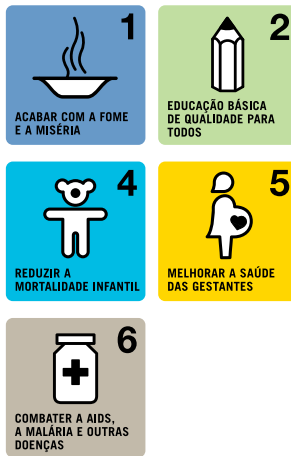 1
ACABAR COM A FOME
E A MISÉRIA
2
EDUCAÇÃO BÁSICA
DE QUALIDADE PARA
TODOS
4
REDUZIR A
MORTALIDADE INFANTIL
5
MELHORAR A SAÚDE
DAS GESTANTES
6
COMBATER A AIDS,
A MALÁRIA E OUTRAS
DOENÇAS